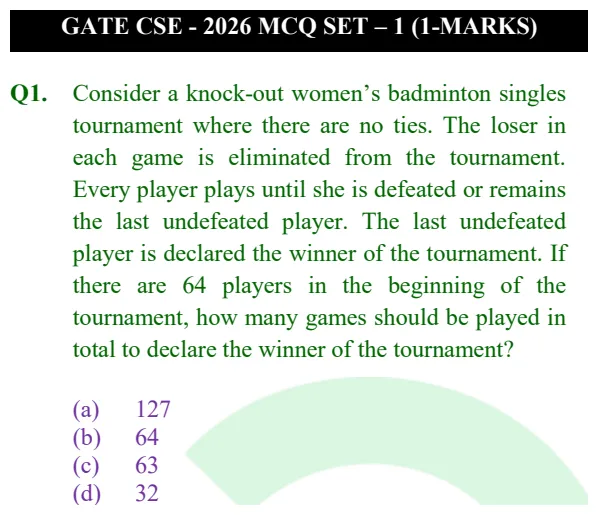 GATE CSE - 2026 MCQ SET – 1 (1-MARKS)
Q1. Consider a knock-out women’s badminton singles
tournament where there are no ties. The loser in
each game is eliminated from the tournament.
Every player plays until she is defeated or remains
the last undefeated player. The last undefeated
player is declared the winner of the tournament. If
there are 64 players in the beginning of the
tournament, how many games should be played in
total to declare the winner of the tournament?
(a) 127
(b) 64
(c) 63
(d) 32